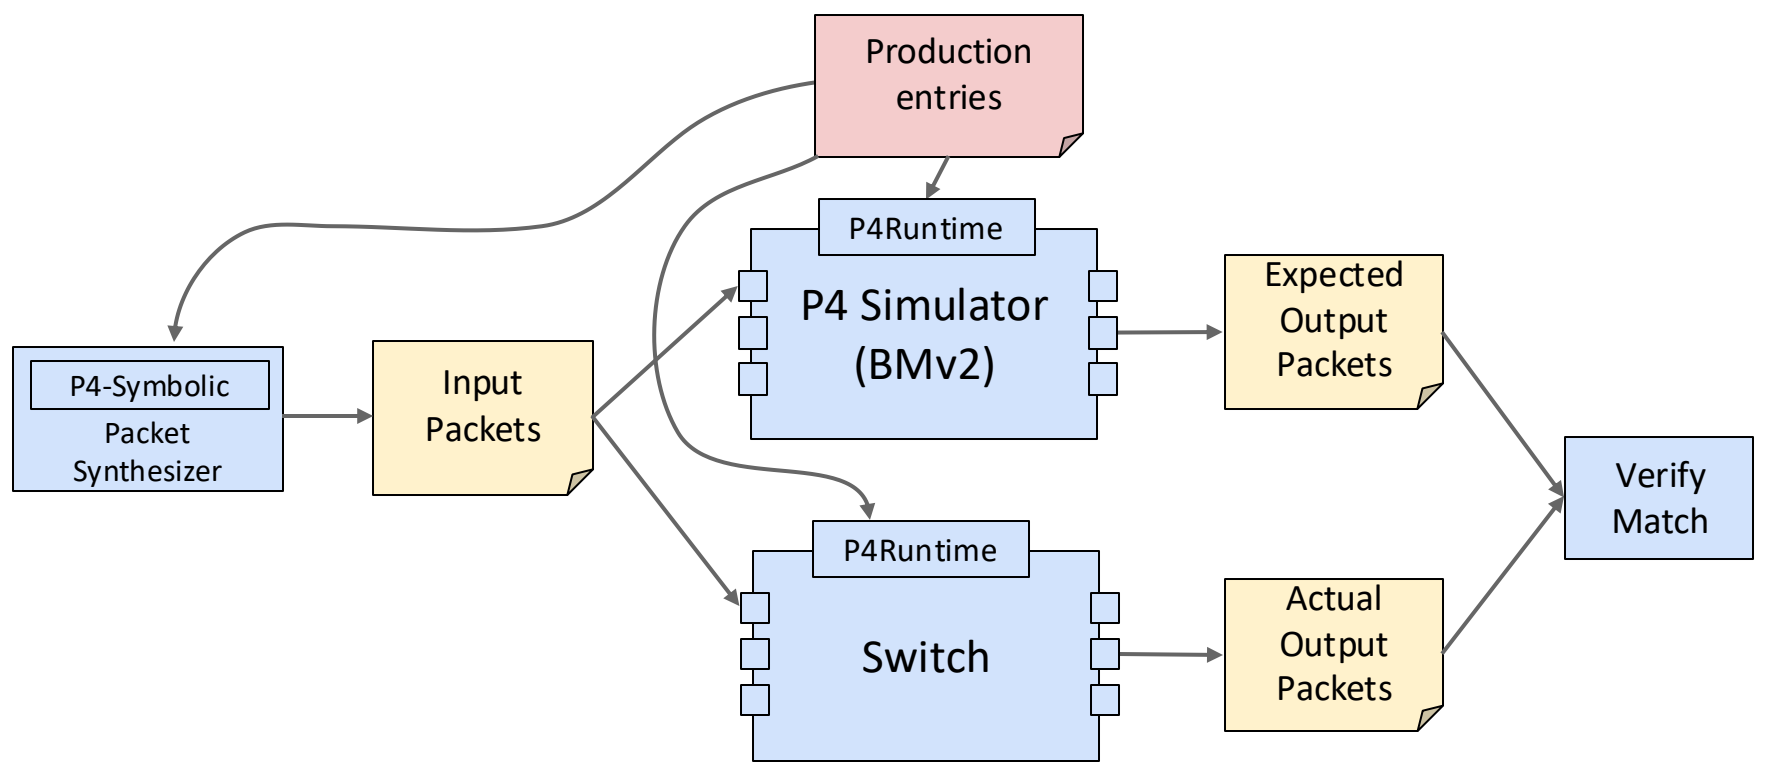 Production
entries
P4Runtime
P4 Simulator
(BMv2)
Expected
Output
Packets
P4-Symbolic
Packet
Synthesizer
Input
Packets
Verify
Match
P4Runtime
Switch
Actual
Output
Packets